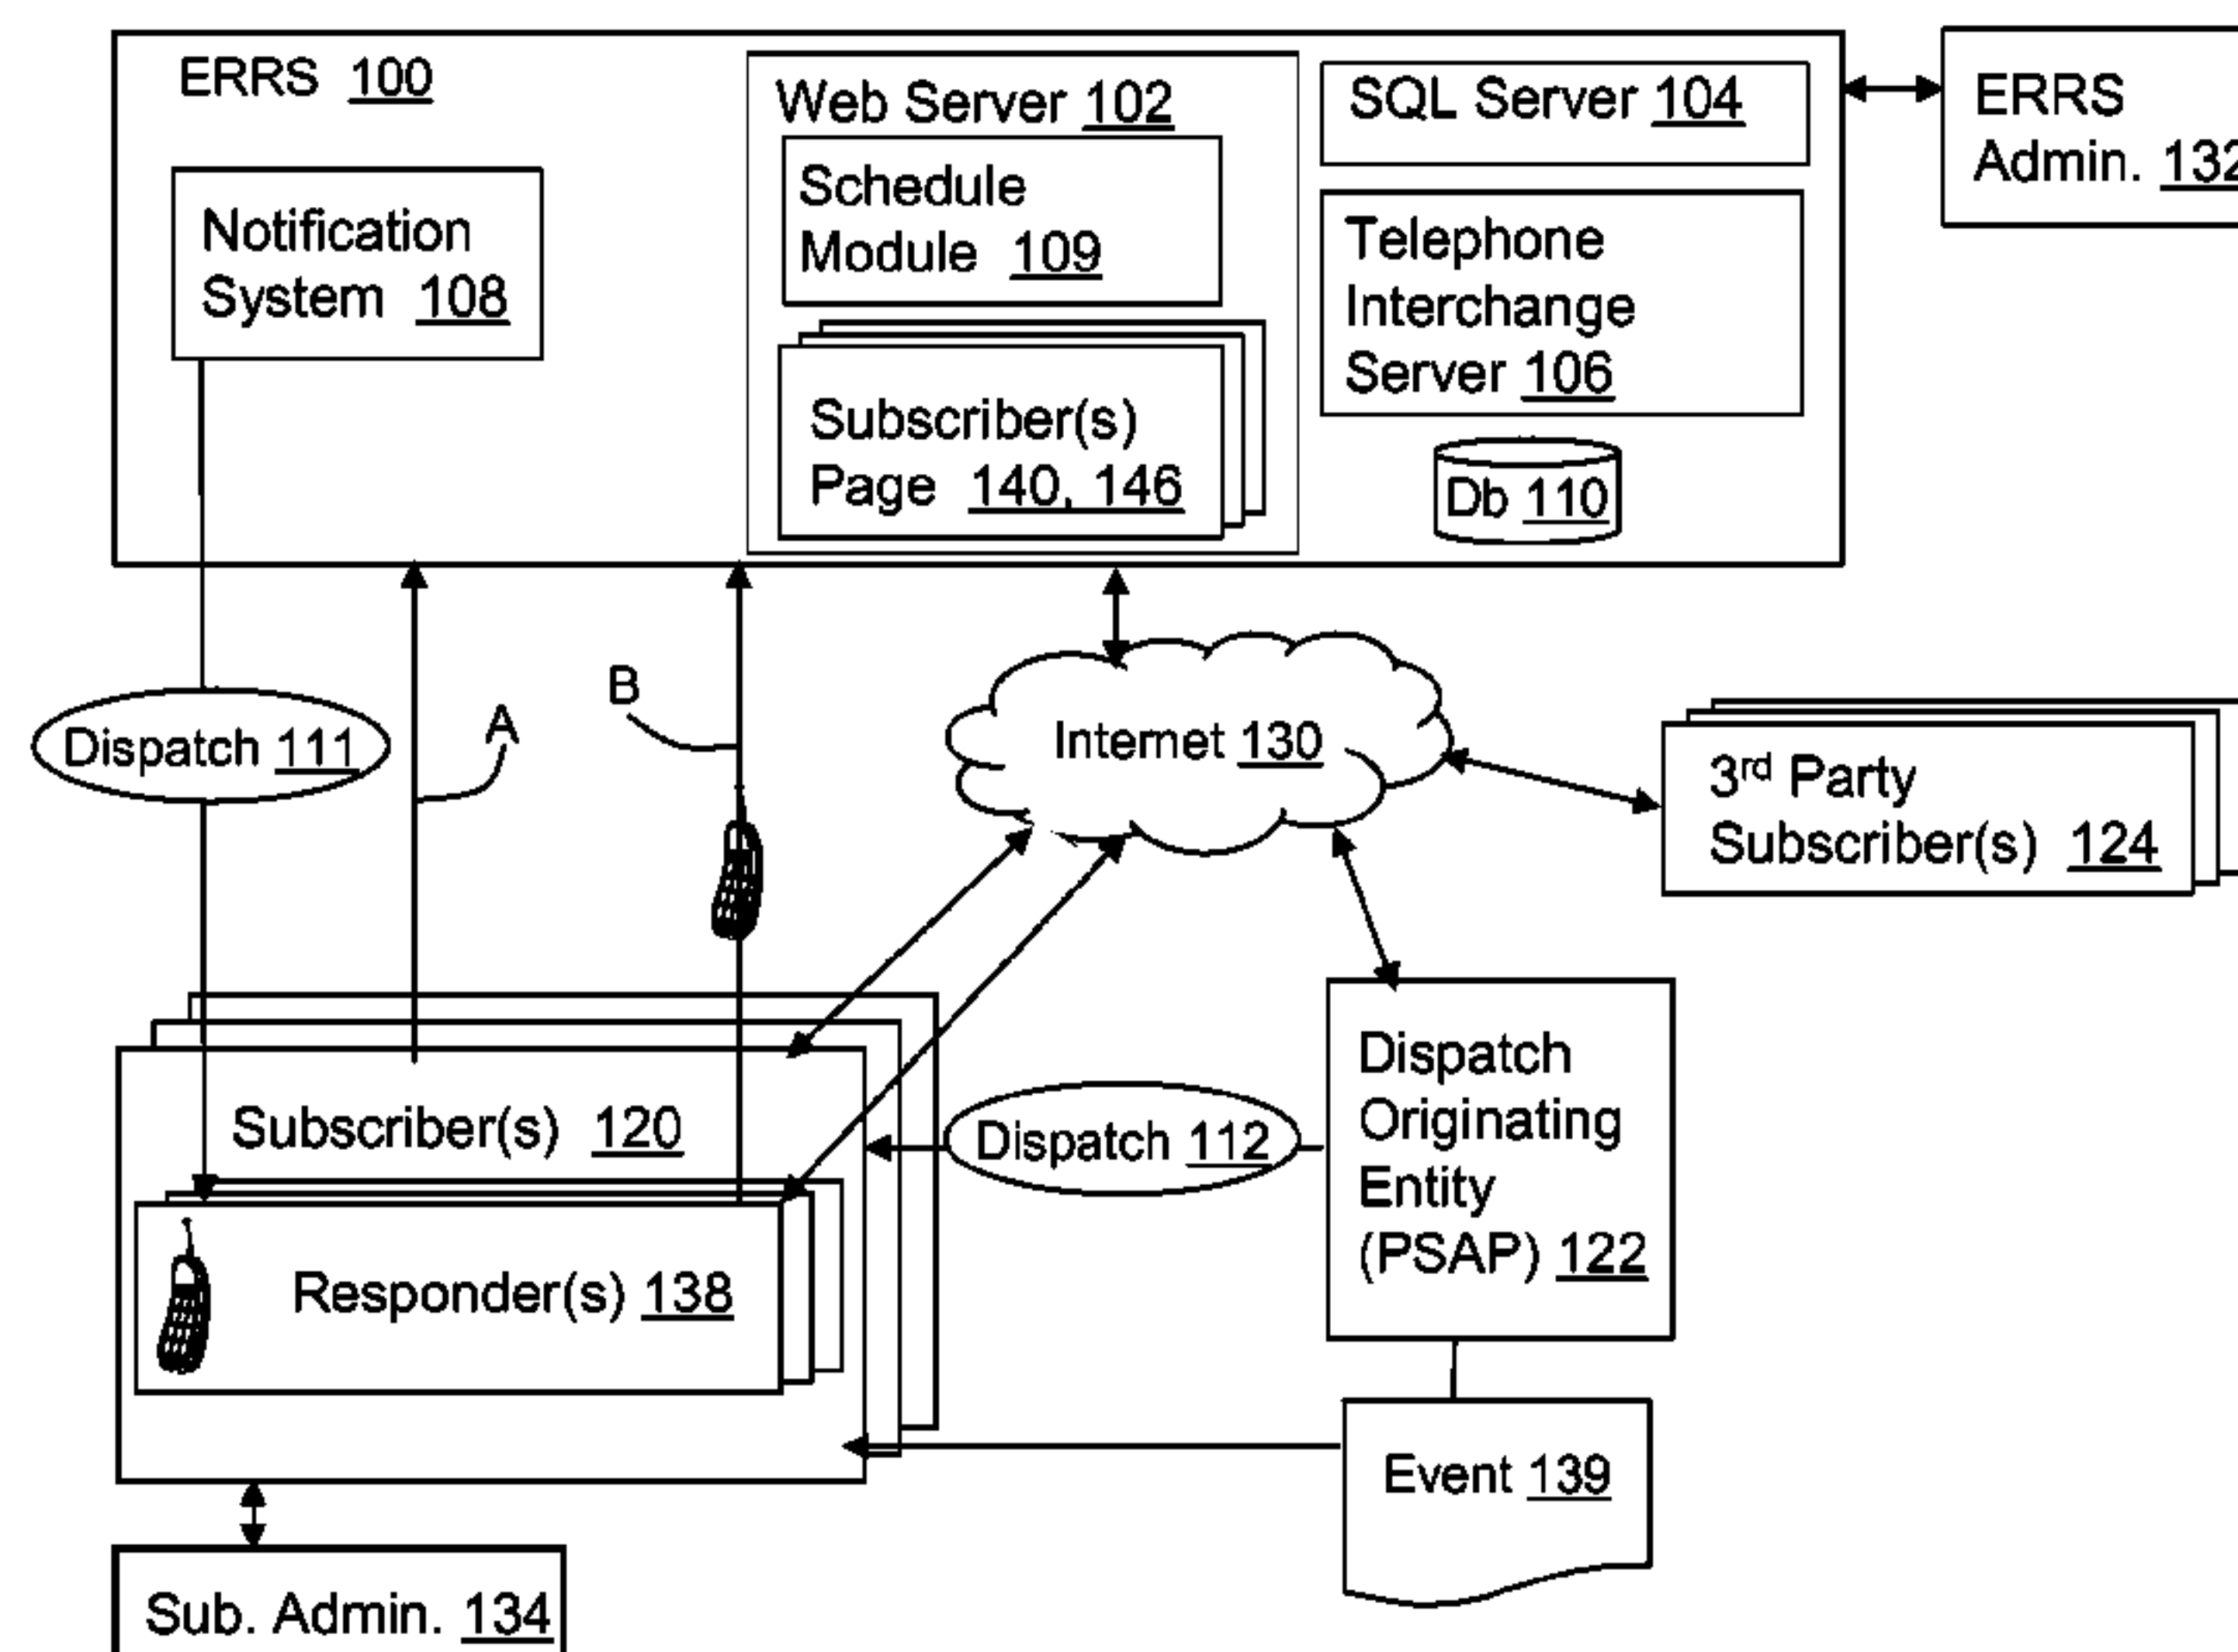 ERRS 100
Web Server 102
SQL Server 104
ERRS
Admin. 132
Schedule
Module 109
Notification
System 108
Telephone
Interchange
Server 106
Subscriber(s)
Page 140, 146
Db 110
Dispatch 111
A
B
Internet 130
3rd Party
Subscriber(s) 124
Subscriber(s) 120
Dispatch 112
Dispatch
Originating
Entity
(PSAP) 122
Responder(s) 138
Event 139
Sub. Admin. 134